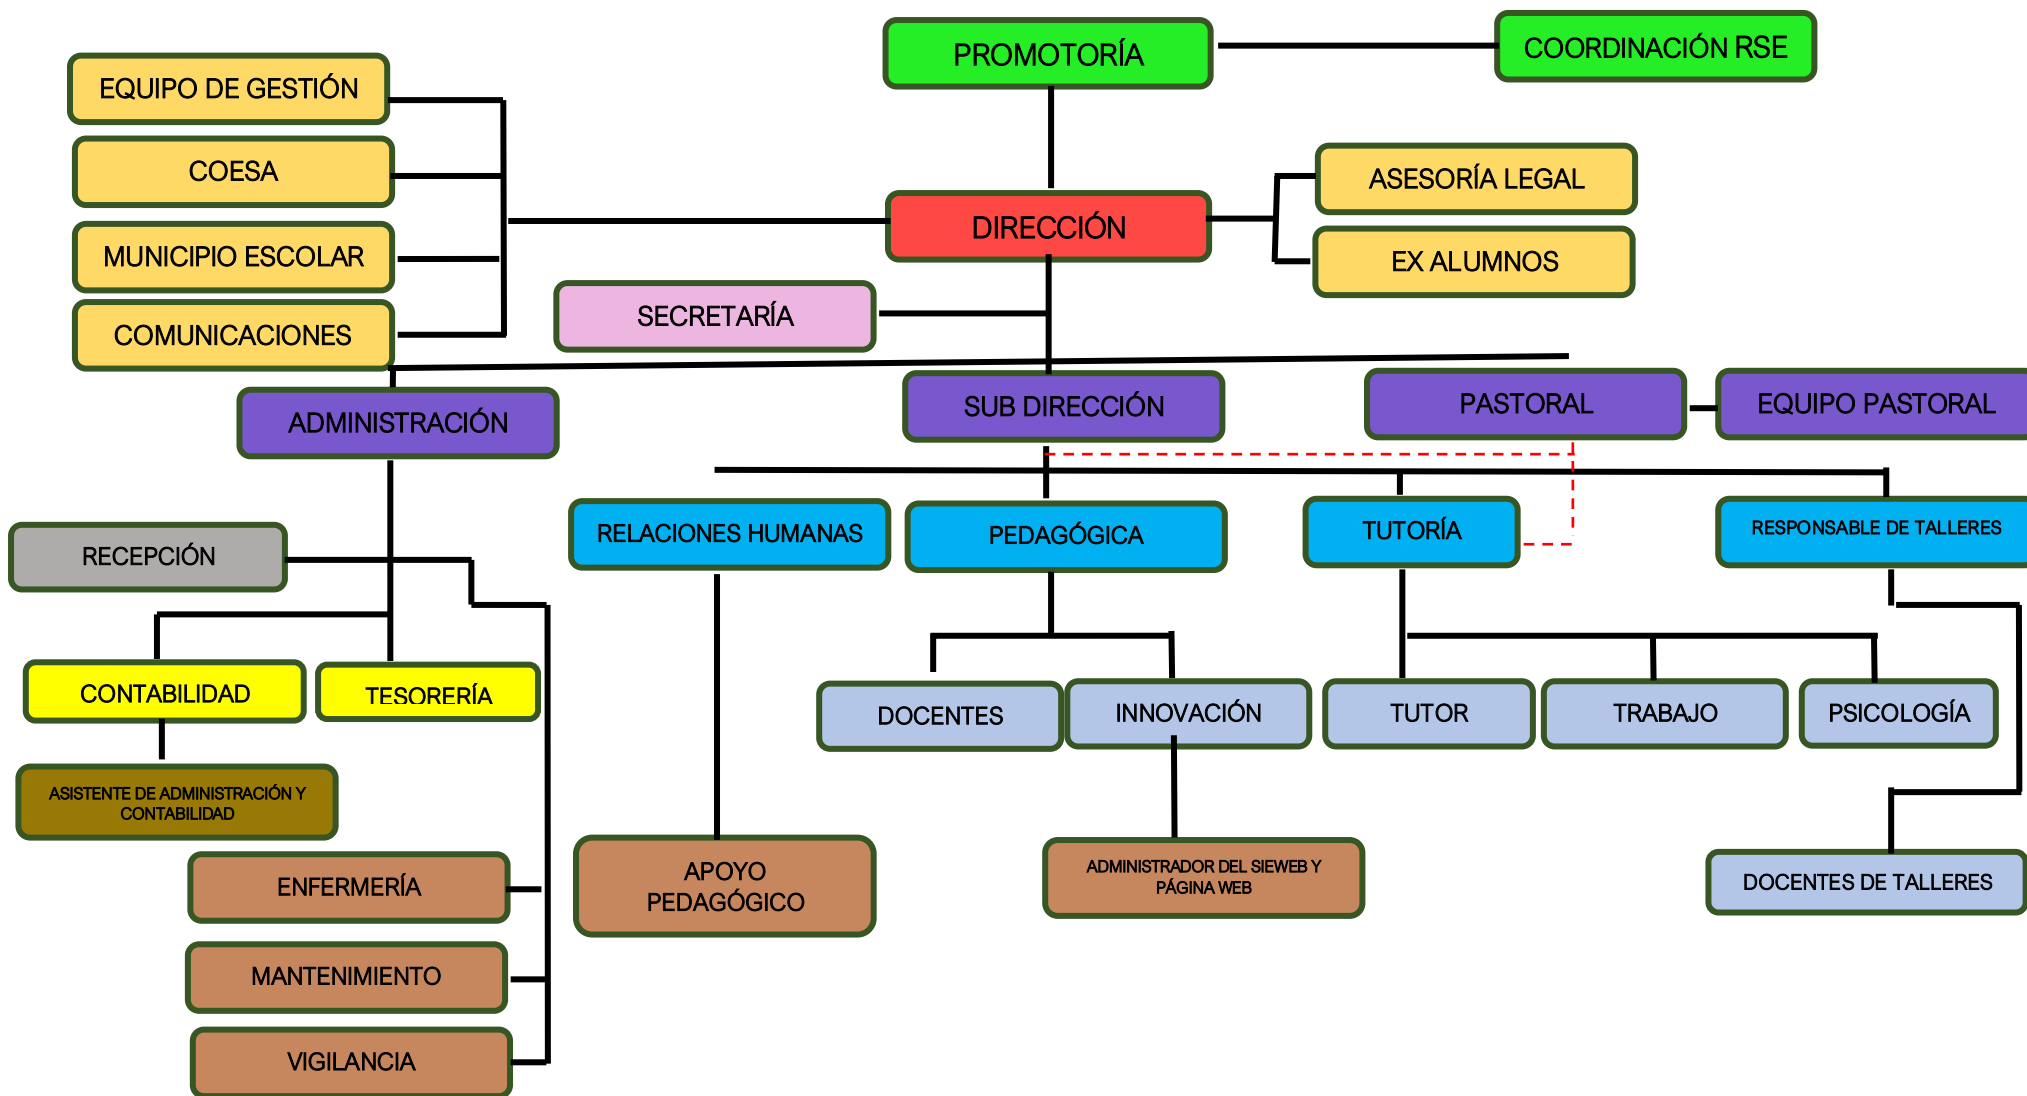 PROMOTORÍA
COORDINACIÓN RSE
EQUIPO DE GESTIÓN
COESA
MUNICIPIO ESCOLAR
COMUNICACIONES
ASESORÍA LEGAL
DIRECCIÓN
EX ALUMNOS
SECRETARÍA
ADMINISTRACIÓN
SUB DIRECCIÓN
PASTORAL
EQUIPO PASTORAL
RECEPCIÓN
RELACIONES HUMANAS
PEDAGÓGICA
TUTORÍA
RESPONSABLE DE TALLERES
CONTABILIDAD
TESORERÍA
DOCENTES
INNOVACIÓN
TUTOR
TRABAJO
PSICOLOGÍA
ASISTENTE DE ADMINISTRACIÓN Y
CONTABILIDAD
ENFERMERÍA
MANTENIMIENTO
VIGILANCIA
APOYO
PEDAGÓGICO
ADMINISTRADOR DEL SIEWEB Y
PÁGINA WEB
DOCENTES DE TALLERES